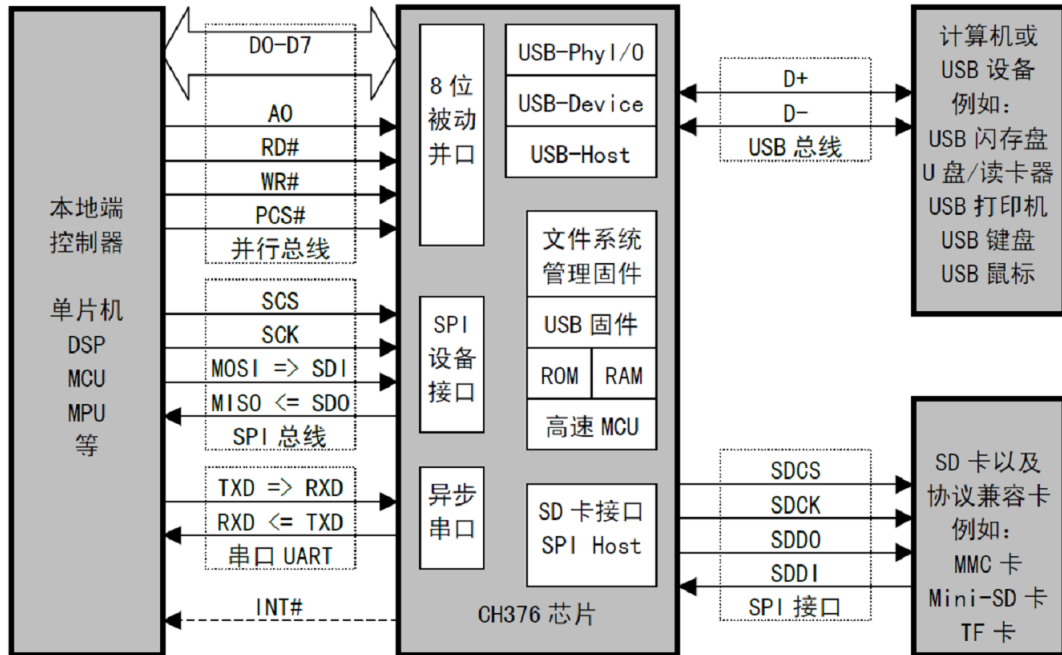 本地端
控制器
单片机
DSP
MCU
MPU
等
D0-D7
A0
RD#
WR#
PCS#
并行总线
SCS
SCK
MOSI => SDI
MISO <= SDO
SPI 总线
TXD => RXD
RXD <= TXD
串口 UART
INT#
8 位
被动
并口
SPI
设备
接口
异步
串口
USB-PhyI/O
USB-Device
USB-Host
文件系统
管理固件
USB 固件
ROM
RAM
高速 MCU
SD 卡接口
SPI Host
CH376 芯片
D+
D-
USB 总线
SDCS
SDCK
SDDO
SDDI
SPI 接口
计算机或
USB 设备
例如：
USB 闪存盘
U 盘/读卡器
USB 打印机
USB 键盘
USB 鼠标
SD 卡以及
协议兼容卡
例如：
MMC 卡
Mini-SD 卡
TF 卡